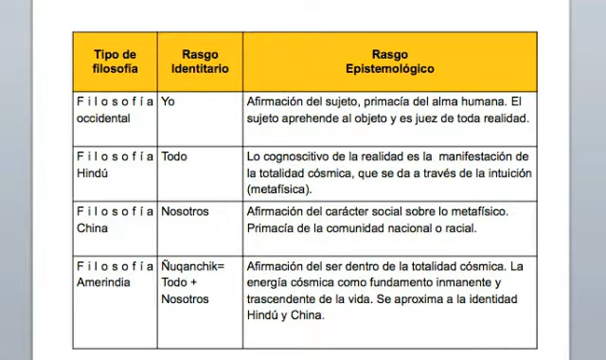 Tipo de filosofía
Rasgo Identitario
Rasgo Epistemológico
Filosofía occidental
Yo
Afirmación del sujeto, primacía del alma humana. El
sujeto aprehende al objeto y es juez de toda realidad.
Filosofía Hindú
Todo
Lo cognoscitivo de la realidad es la manifestación de
la totalidad cósmica, que se da a través de la intuición
(metafísica).
Filosofía China
Nosotros
Afirmación del carácter social sobre lo metafísico.
Primacía de la comunidad nacional o racial.
Filosofía Amerindia
Ñuqanchik=
Todo +
Nosotros
Afirmación del ser dentro de la totalidad cósmica. La
energía cósmica como fundamento inmanente y
trascendente de la vida. Se aproxima a la identidad
Hindú y China.